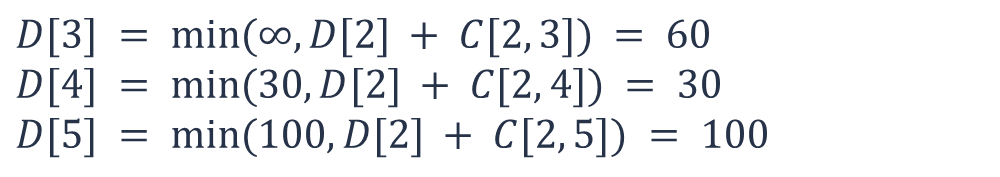 D[3] = min(∞, D[2] + C[2, 3]) = 60
D[4] = min(30, D[2] + C[2, 4]) = 30
D[5] = min(100, D[2] + C[2, 5]) = 100